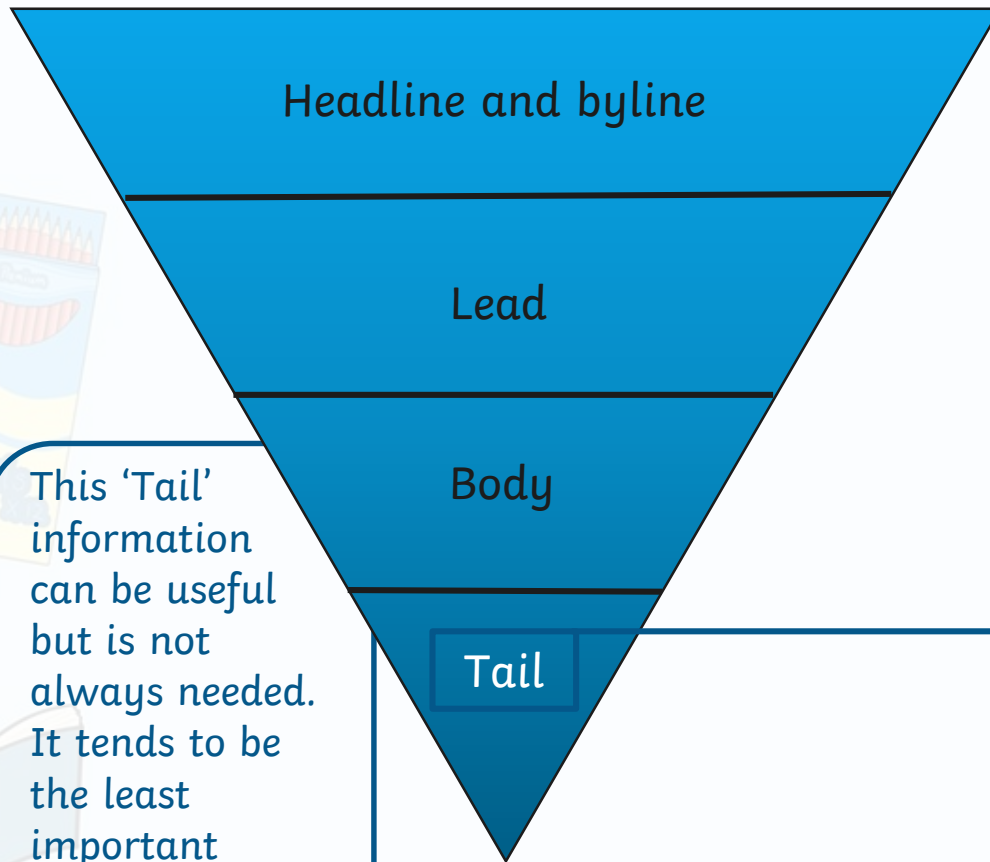 Headline and byline
Lead
Body
Tail
This ‘Tail’
information
can be useful
but is not
always needed.
It tends to be
the least
important